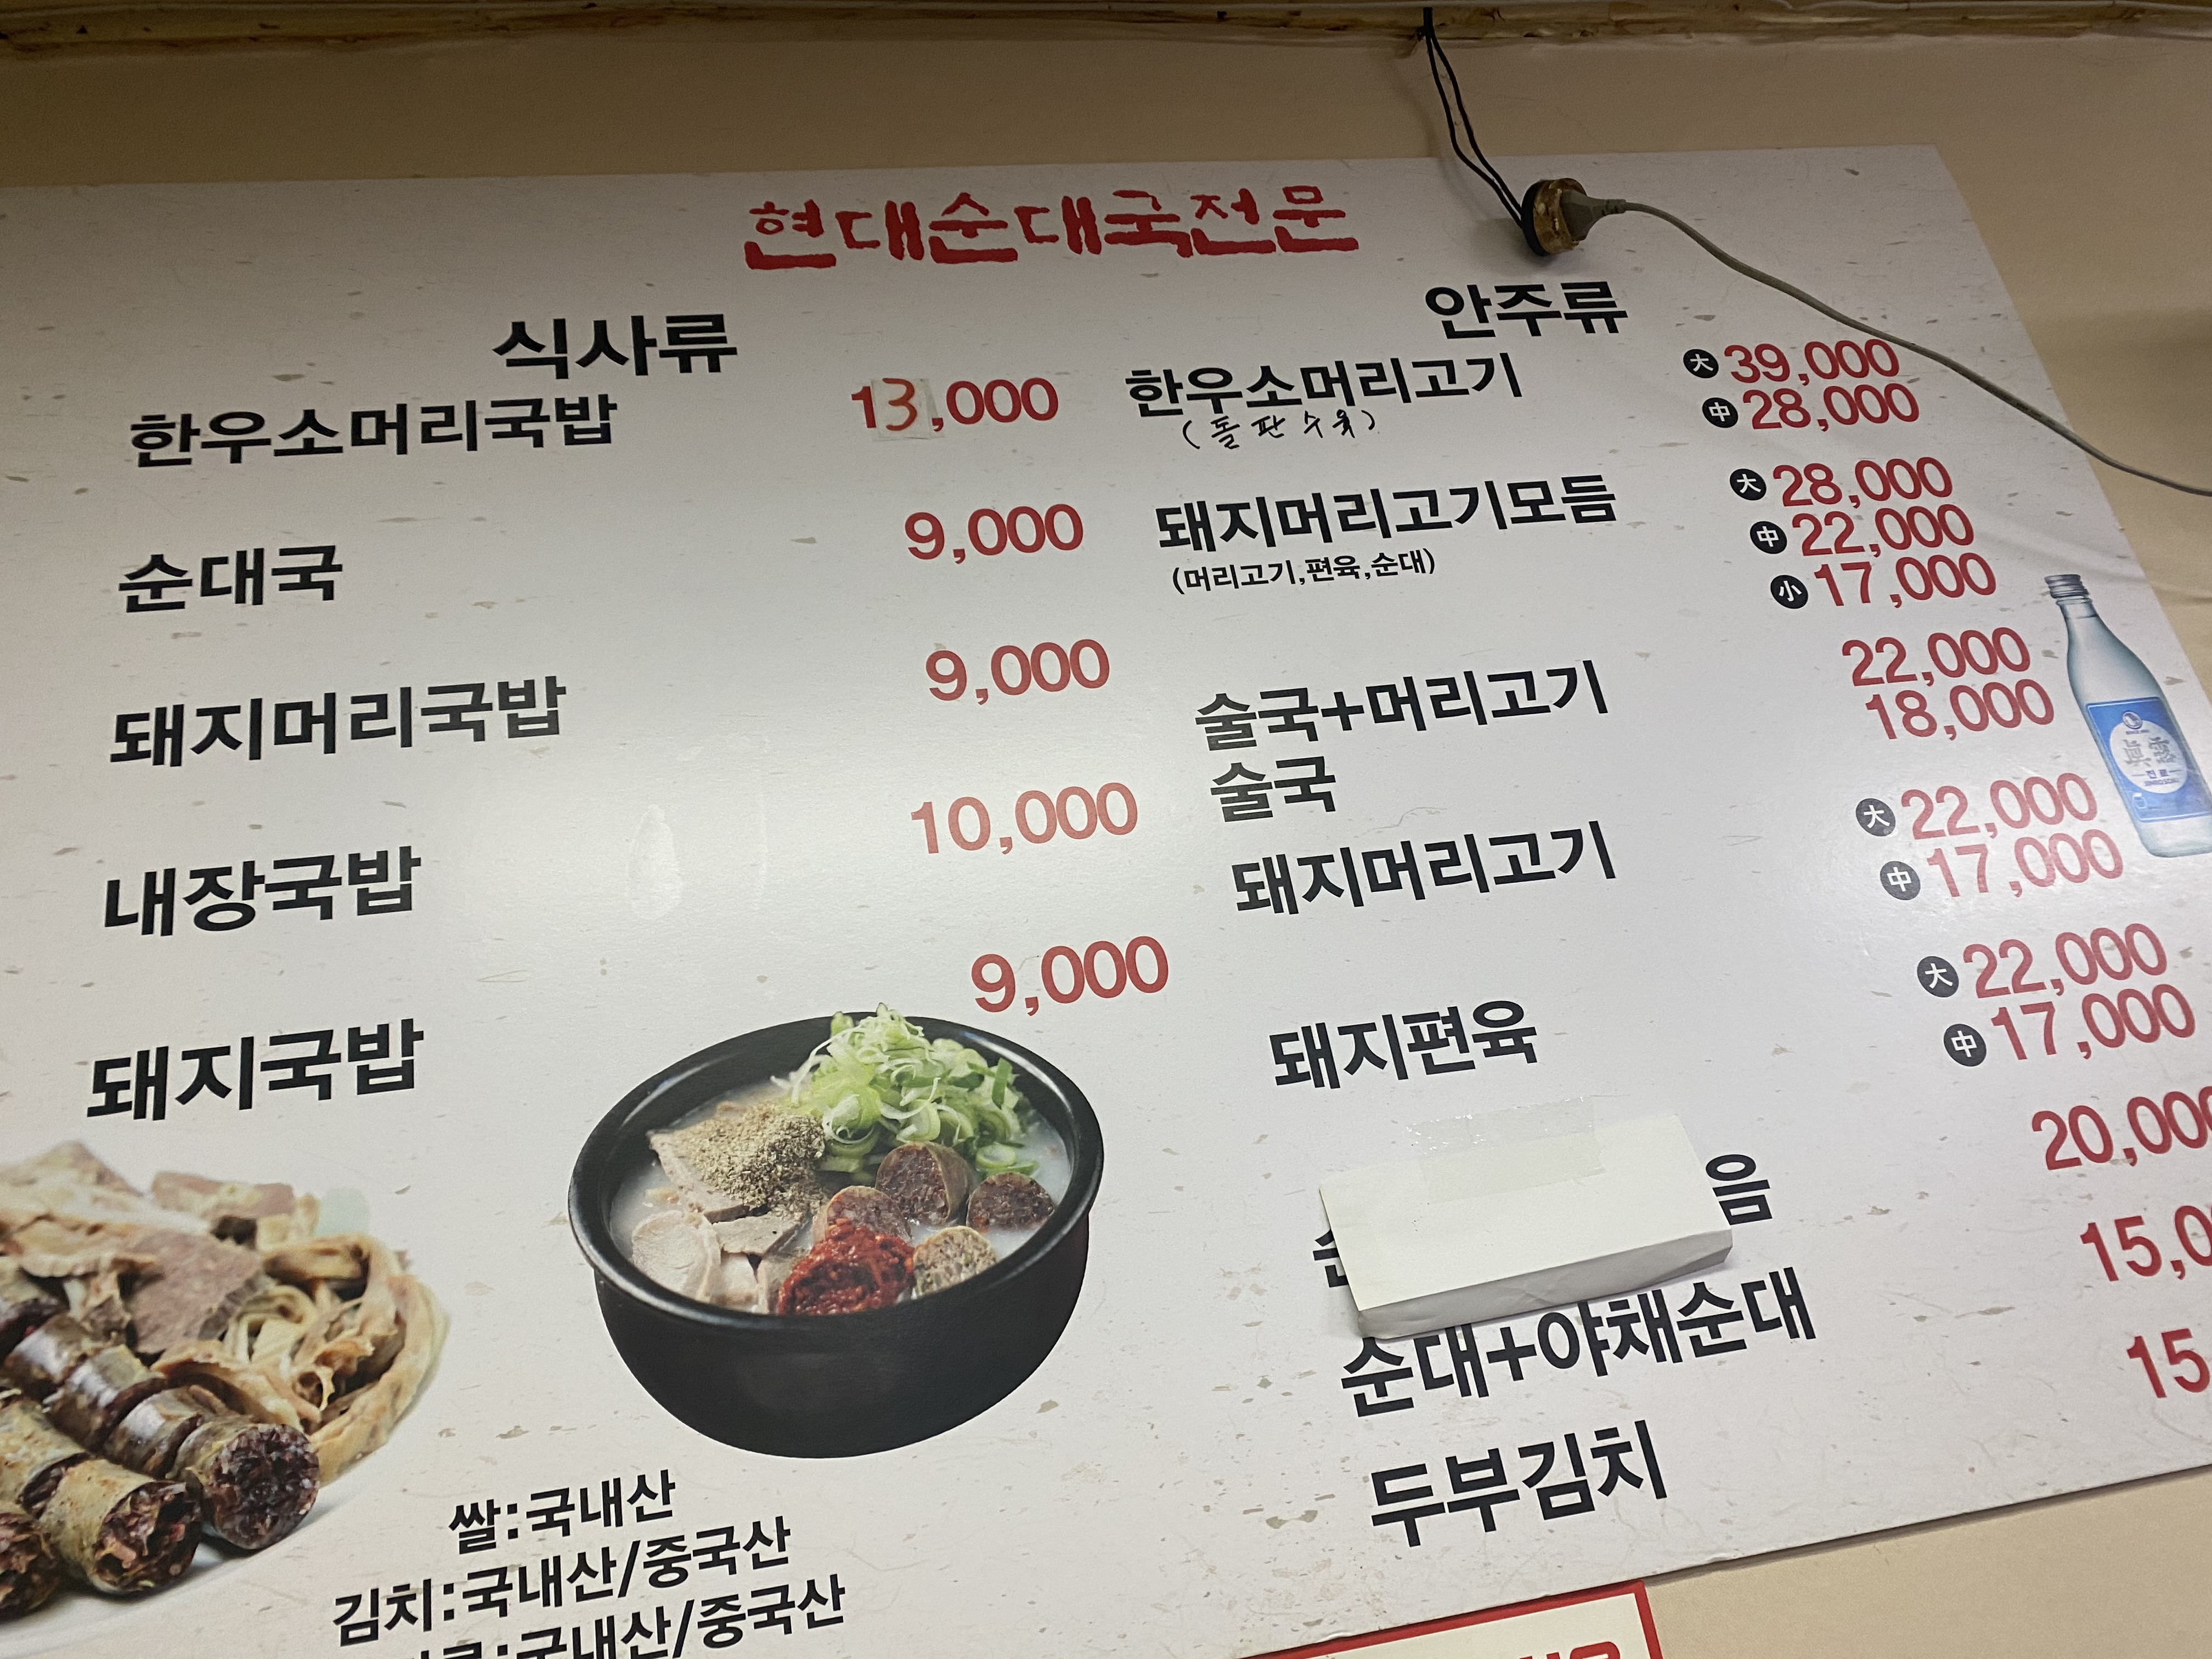 현대순대국전문
식사류
한우소머리국밥 13,000
순대국 9,000
돼지머리국밥 9,000
내장국밥 10,000
돼지국밥 9,000
안주류
한우소머리고기 大 39,000
(돌판수육) 中 28,000
돼지머리고기모듬 大 28,000
(머리고기,편육,순대) 中 22,000
小 17,000
술국+머리고기 22,000
술국 18,000
돼지머리고기 大 22,000
中 17,000
돼지편육 大 22,000
中 17,000
음 20,000
순대+야채순대 15,0
두부김치 15,
쌀:국내산
김치:국내산/중국산
국내산/중국산
진로